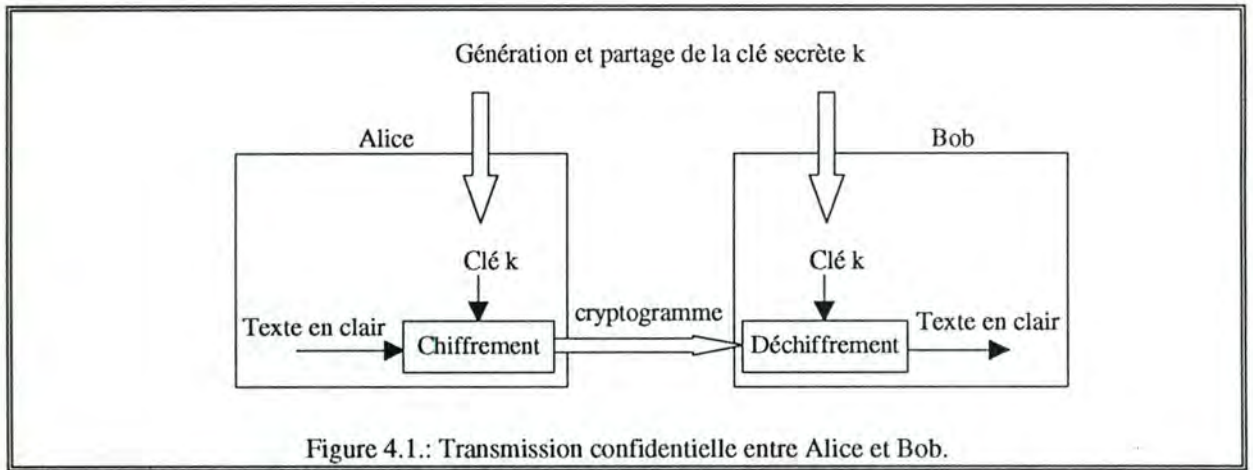 Génération et partage de la clé secrète k
Alice
Bob
Clé k
Clé k
cryptogramme
Texte en clair
Chiffrement
Déchiffrement
Texte en clair
Figure 4.1.: Transmission confidentielle entre Alice et Bob.